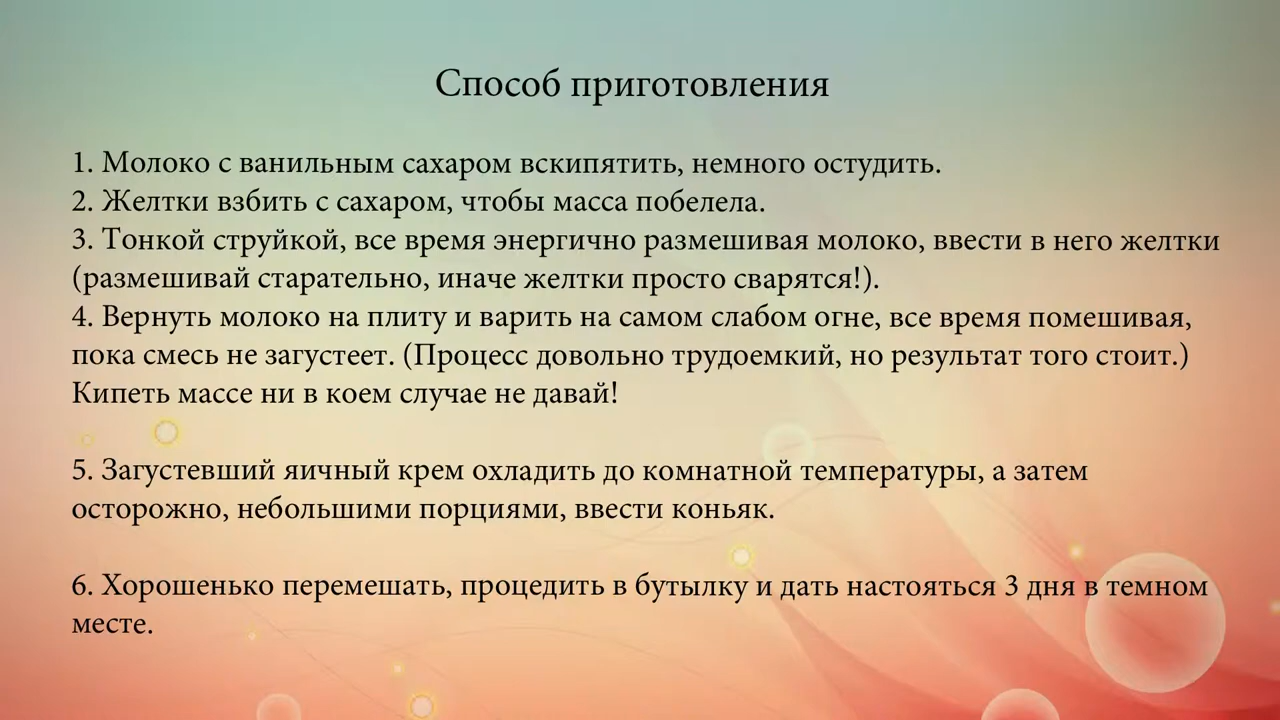 Способ приготовления
1. Молоко с ванильным сахаром вскипятить, немного остудить.
2. Желтки взбить с сахаром, чтобы масса побелела.
3. Тонкой струйкой, все время энергично размешивая молоко, ввести в него желтки
(размешивай старательно, иначе желтки просто сварятся!).
4. Вернуть молоко на плиту и варить на самом слабом огне, все время помешивая,
пока смесь не загустеет. (Процесс довольно трудоемкий, но результат того стоит.)
Кипеть массе ни в коем случае не давай!
5. Загустевший яичный крем охладить до комнатной температуры, а затем
осторожно, небольшими порциями, ввести коньяк.
6. Хорошенько перемешать, процедить в бутылку и дать настояться 3 дня в темном
месте.